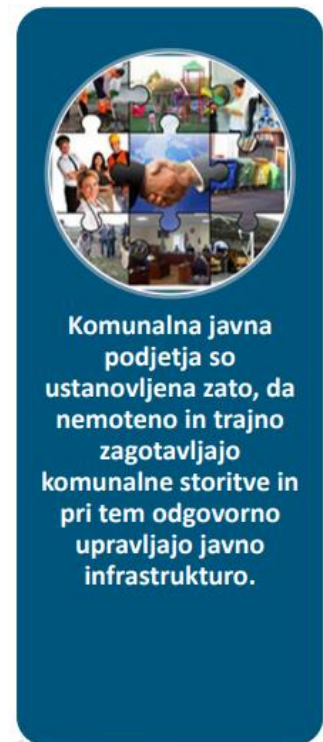 Komunalna javna
podjetja so
ustanovljena zato, da
nemoteno in trajno
zagotavljajo
komunalne storitve in
pri tem odgovorno
upravljajo javno
infrastrukturo.